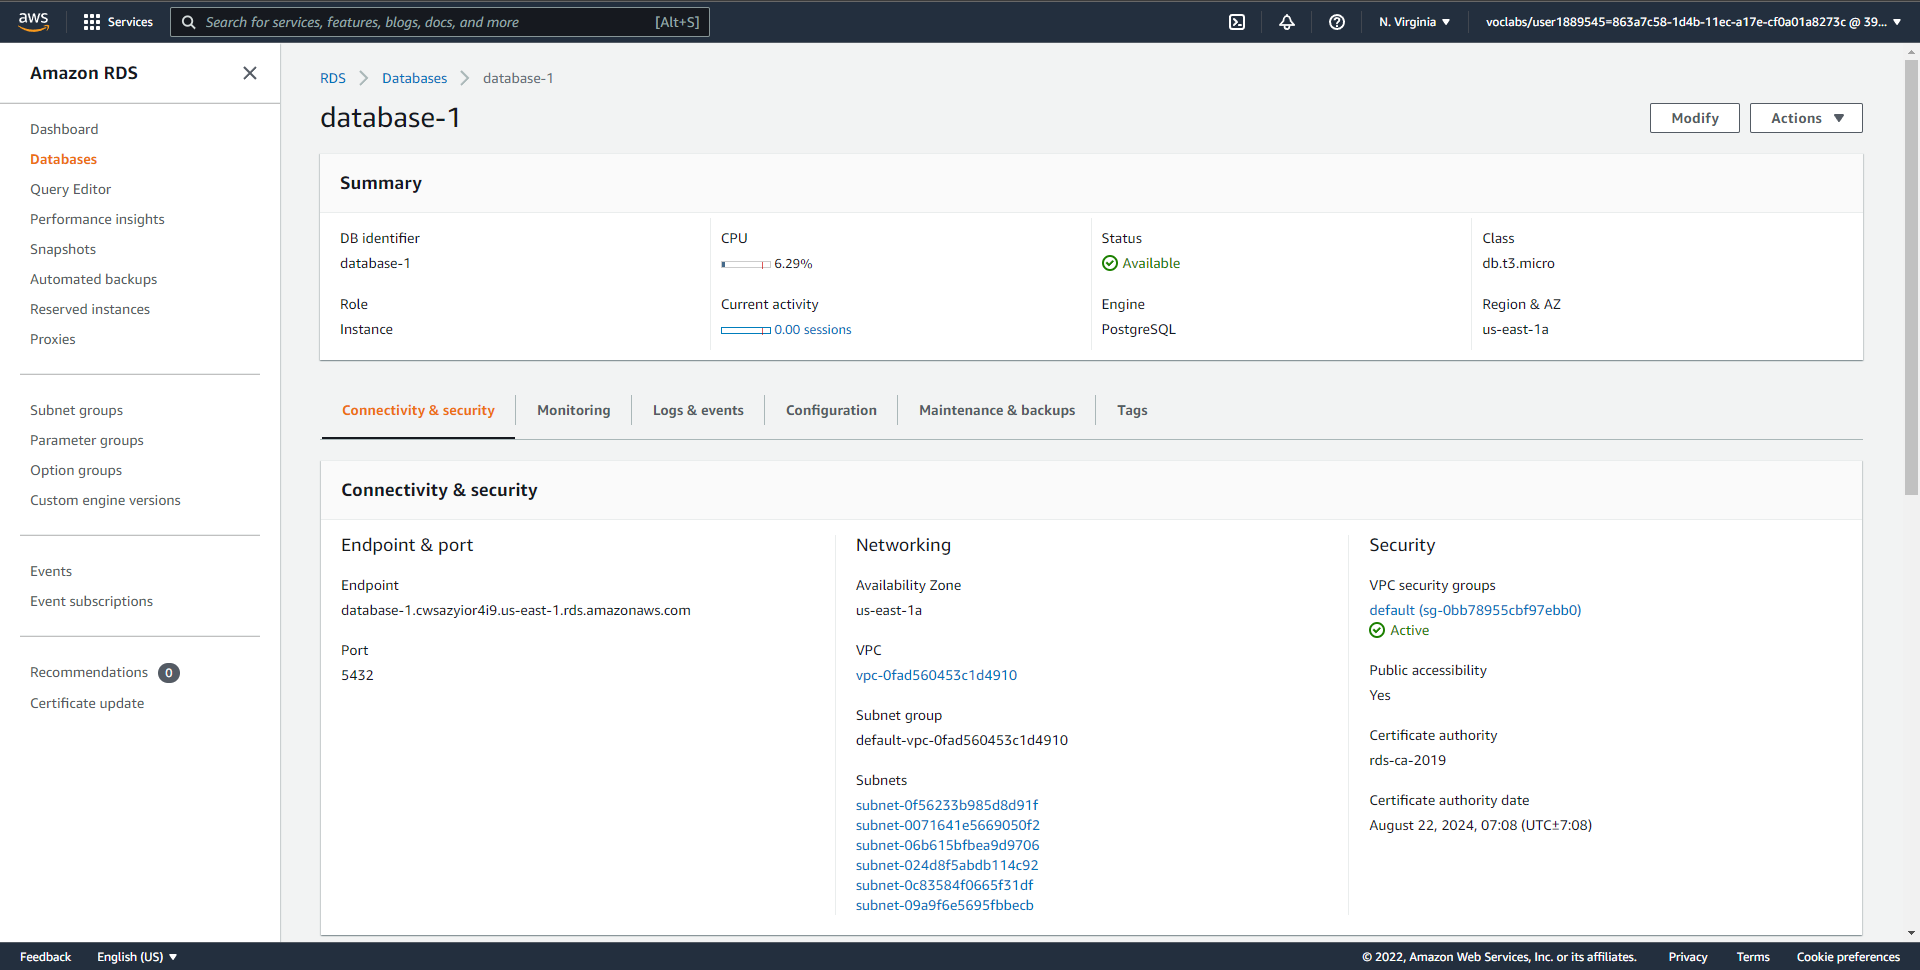 aws Services Search for services, features, blogs, docs, and more [Alt+S] N. Virginia voclabs/user1889545=863a7c58-1d4b-11ec-a17e-cf0a01a8273c @ 39...
Amazon RDS
Dashboard
Databases
Query Editor
Performance insights
Snapshots
Automated backups
Reserved instances
Proxies
Subnet groups
Parameter groups
Option groups
Custom engine versions
Events
Event subscriptions
Recommendations 0
Certificate update
RDS Databases database-1
database-1
Modify Actions
Summary
DB identifier
database-1
Role
Instance
CPU
6.29%
Current activity
0.00 sessions
Status
Available
Engine
PostgreSQL
Class
db.t3.micro
Region & AZ
us-east-1a
Connectivity & security Monitoring Logs & events Configuration Maintenance & backups Tags
Connectivity & security
Endpoint & port
Endpoint
database-1.cwsazyior4i9.us-east-1.rds.amazonaws.com
Port
5432
Networking
Availability Zone
us-east-1a
VPC
vpc-0fad560453c1d4910
Subnet group
default-vpc-0fad560453c1d4910
Subnets
subnet-0f56233b985d8d91f
subnet-0071641e5669050f2
subnet-06b615bfbea9d9706
subnet-024d8f5abdb114c92
subnet-0c83584f0665f31df
subnet-09a9f6e5695fbbecb
Security
VPC security groups
default (sg-0bb78955cbf97ebb0)
Active
Public accessibility
Yes
Certificate authority
rds-ca-2019
Certificate authority date
August 22, 2024, 07:08 (UTC±7:08)
Feedback English (US) © 2022, Amazon Web Services, Inc. or its affiliates. Privacy Terms Cookie preferences